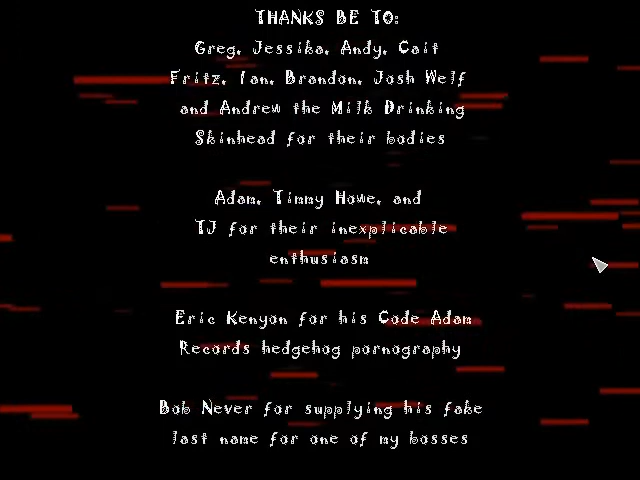 THANKS BE TO:
Greg, Jessika, Andy, Cait
Fritz, Ian, Brandon, Josh Welf
and Andrew the Milk Drinking
Skinhead for their bodies
Adam, Timmy Howe, and
TJ for their inexplicable
enthusiasm
Eric Kenyon for his Code Adam
Records hedgehog pornography
Bob Never for supplying his fake
last name for one of my bosses